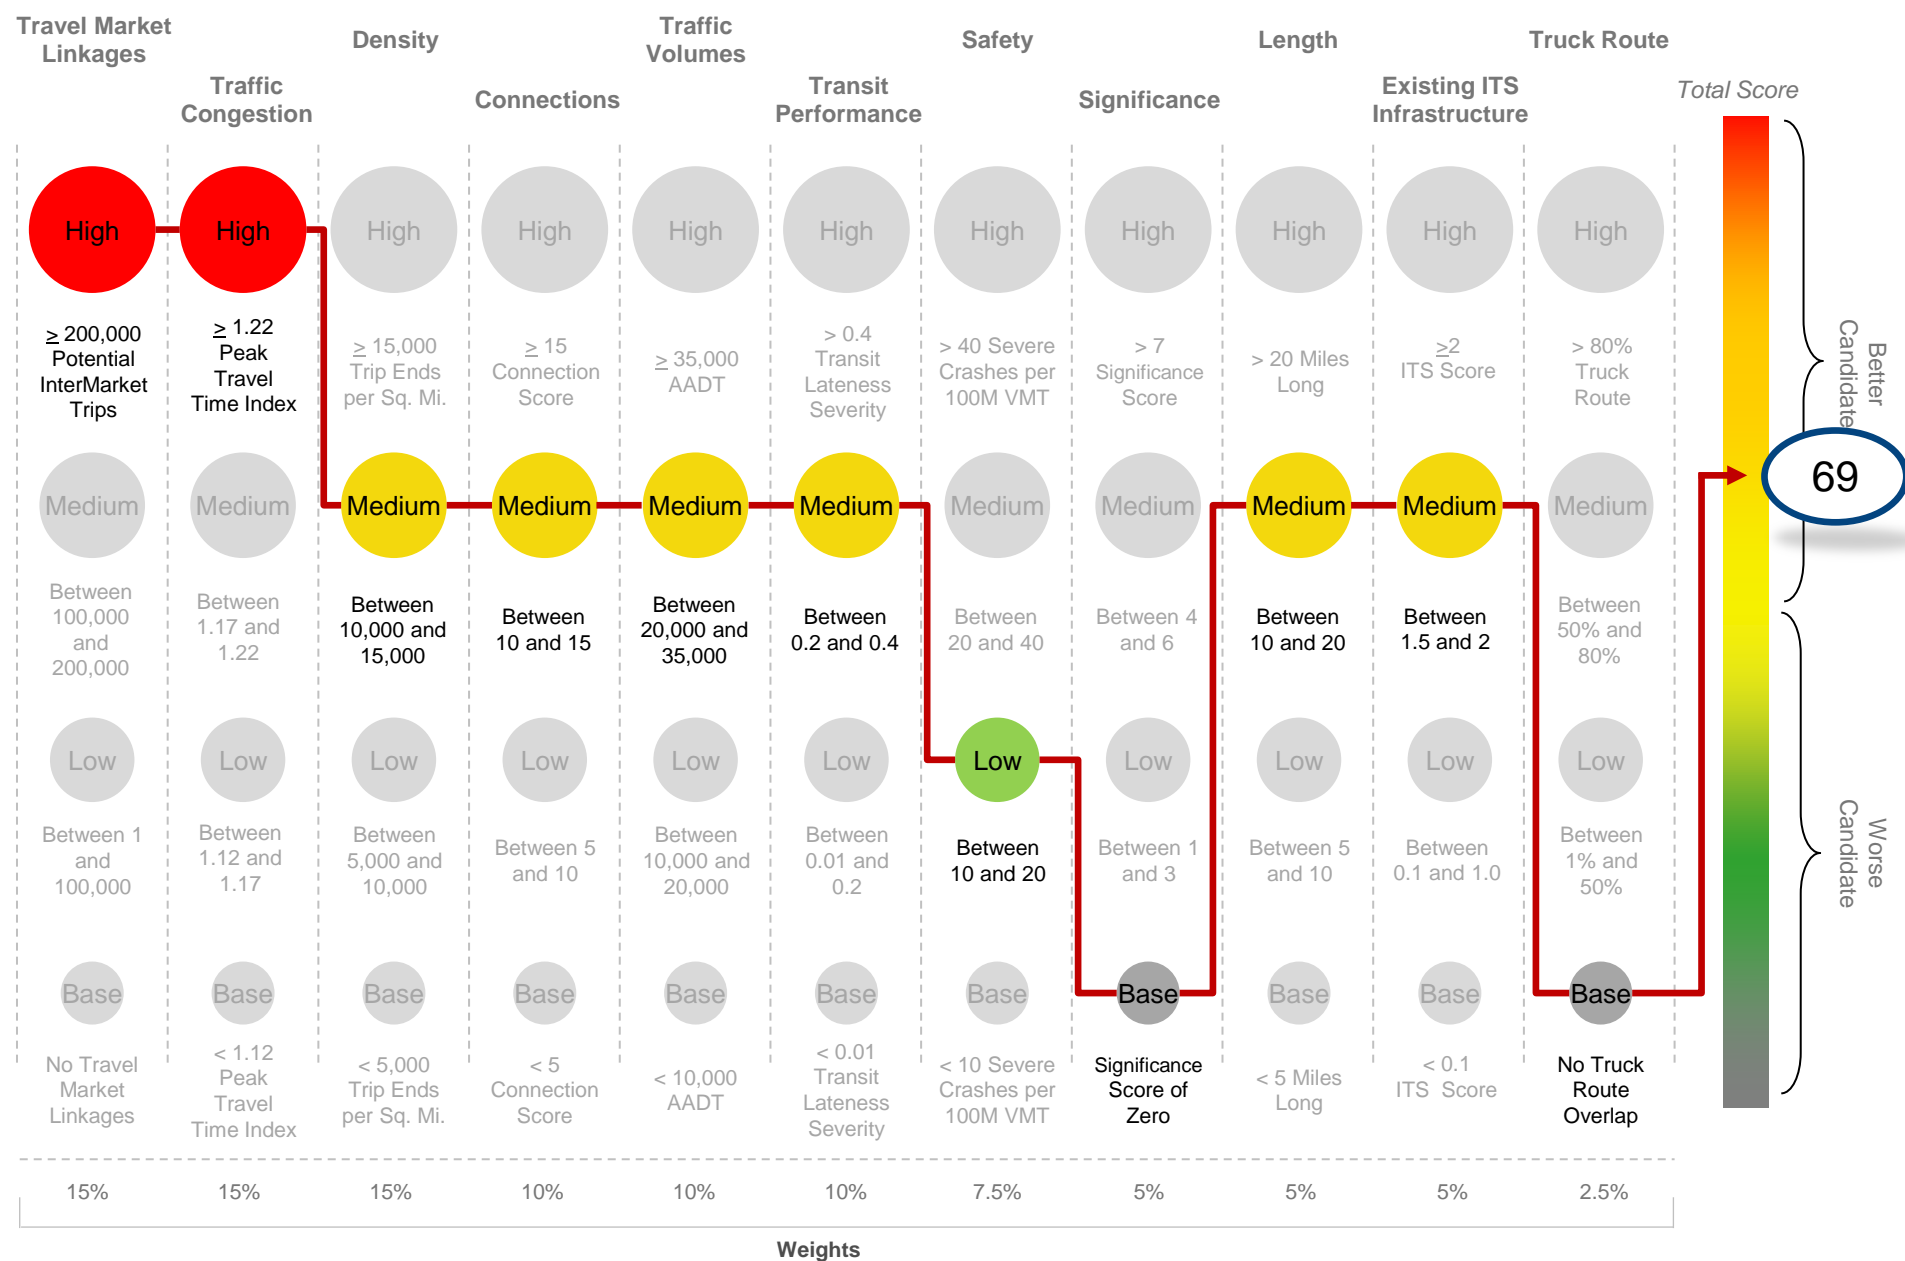 Travel Market
Linkages
Traffic
Congestion
Density
Connections
Traffic
Volumes
Transit
Performance
Safety
Significance
Length
Existing ITS
Infrastructure
Truck Route
Total Score
High
High
High
High
High
High
High
High
High
High
High
≥ 200,000
Potential
InterMarket
Trips
≥ 1.22
Peak
Travel
Time Index
≥ 15,000
Trip Ends
per Sq. Mi.
≥ 15
Connection
Score
≥ 35,000
AADT
> 0.4
Transit
Lateness
Severity
> 40 Severe
Crashes per
100M VMT
> 7
Significance
Score
> 20 Miles
Long
≥2
ITS Score
> 80%
Truck
Route
Medium
Medium
Medium
Medium
Medium
Medium
Medium
Medium
Medium
Medium
Medium
Between
100,000
and
200,000
Between
1.17 and
1.22
Between
10,000 and
15,000
Between
10 and 15
Between
20,000 and
35,000
Between
0.2 and 0.4
Between
20 and 40
Between 4
and 6
Between
10 and 20
Between
1.5 and 2
Between
50% and
80%
Low
Low
Low
Low
Low
Low
Low
Low
Low
Low
Low
Between 1
and
100,000
Between
1.12 and
1.17
Between
5,000 and
10,000
Between 5
and 10
Between
10,000 and
20,000
Between
0.01 and
0.2
Between
10 and 20
Between 1
and 3
Between 5
and 10
Between
0.1 and 1.0
Between
1% and
50%
Base
Base
Base
Base
Base
Base
Base
Base
Base
Base
Base
No Travel
Market
Linkages
< 1.12
Peak
Travel
Time Index
< 5,000
Trip Ends
per Sq. Mi.
< 5
Connection
Score
< 10,000
AADT
< 0.01
Transit
Lateness
Severity
< 10 Severe
Crashes per
100M VMT
Significance
Score of
Zero
< 5 Miles
Long
< 0.1
ITS Score
No Truck
Route
Overlap
Better
Candidate
69
Worse
Candidate
15%
15%
15%
10%
10%
10%
7.5%
5%
5%
5%
2.5%
Weights